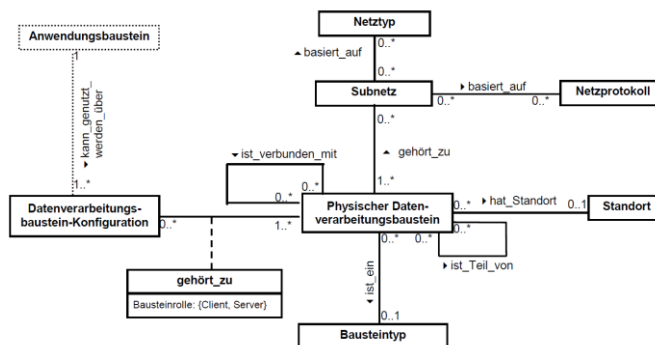 Netztyp
0..*
▲ basiert_auf
0..*
Anwendungsbaustein
1
Subnetz
0..*
▸ basiert_auf
0..*
Netzprotokoll
0..*
▸ kann_genutzt_
werden_über
▾ ist_verbunden_mit
▲ gehört_zu
1..*
0..*
0..*
1..*
Datenverarbeitungs-
baustein-Konfiguration
0..*
1..*
Physischer Daten-
verarbeitungsbaustein
0..*
▸ hat_Standort
0..1
Standort
0..*
0..*
0..*
▸ ist_Teil_von
gehört_zu
Bausteinrolle: {Client, Server}
◂ ist_ein
0..1
Bausteintyp